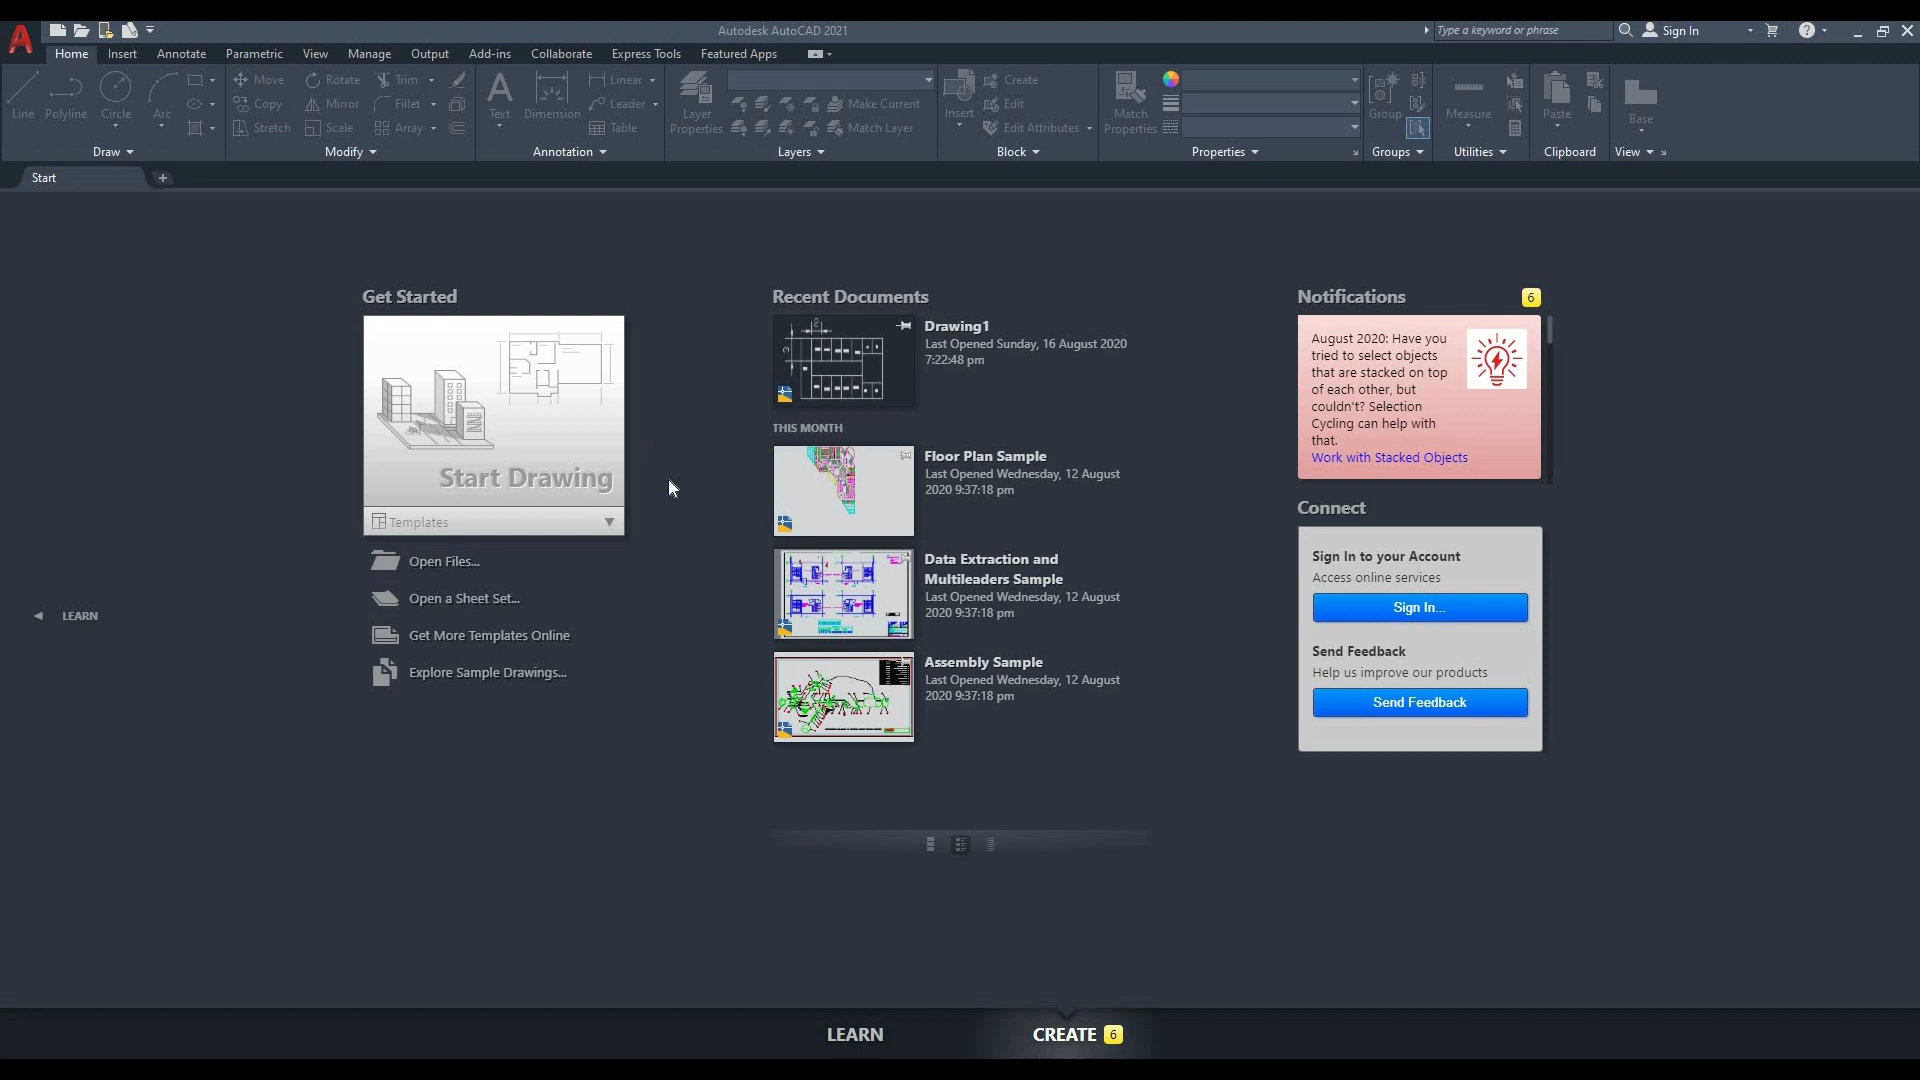 Autodesk AutoCAD 2021
Type a keyword or phrase
Sign In
Home Insert Annotate Parametric View Manage Output Add-ins Collaborate Express Tools Featured Apps
Line Polyline Circle Arc
Move Rotate Trim
Copy Mirror Fillet
Stretch Scale Array
Text Dimension
Linear
Leader
Table
Layer Properties
Make Current
Match Layer
Insert
Create
Edit
Edit Attributes
Match Properties
Group
Measure
Paste
Base
Draw Modify Annotation Layers Block Properties Groups Utilities Clipboard View
Start
Get Started
Start Drawing
Templates
Open Files...
Open a Sheet Set...
Get More Templates Online
Explore Sample Drawings...
LEARN
Recent Documents
Drawing1
Last Opened Sunday, 16 August 2020
7:22:48 pm
THIS MONTH
Floor Plan Sample
Last Opened Wednesday, 12 August
2020 9:37:18 pm
Data Extraction and
Multileaders Sample
Last Opened Wednesday, 12 August
2020 9:37:18 pm
Assembly Sample
Last Opened Wednesday, 12 August
2020 9:37:18 pm
Notifications 6
August 2020: Have you
tried to select objects
that are stacked on top
of each other, but
couldn't? Selection
Cycling can help with
that.
Work with Stacked Objects
Connect
Sign In to your Account
Access online services
Sign In...
Send Feedback
Help us improve our products
Send Feedback
LEARN CREATE 6